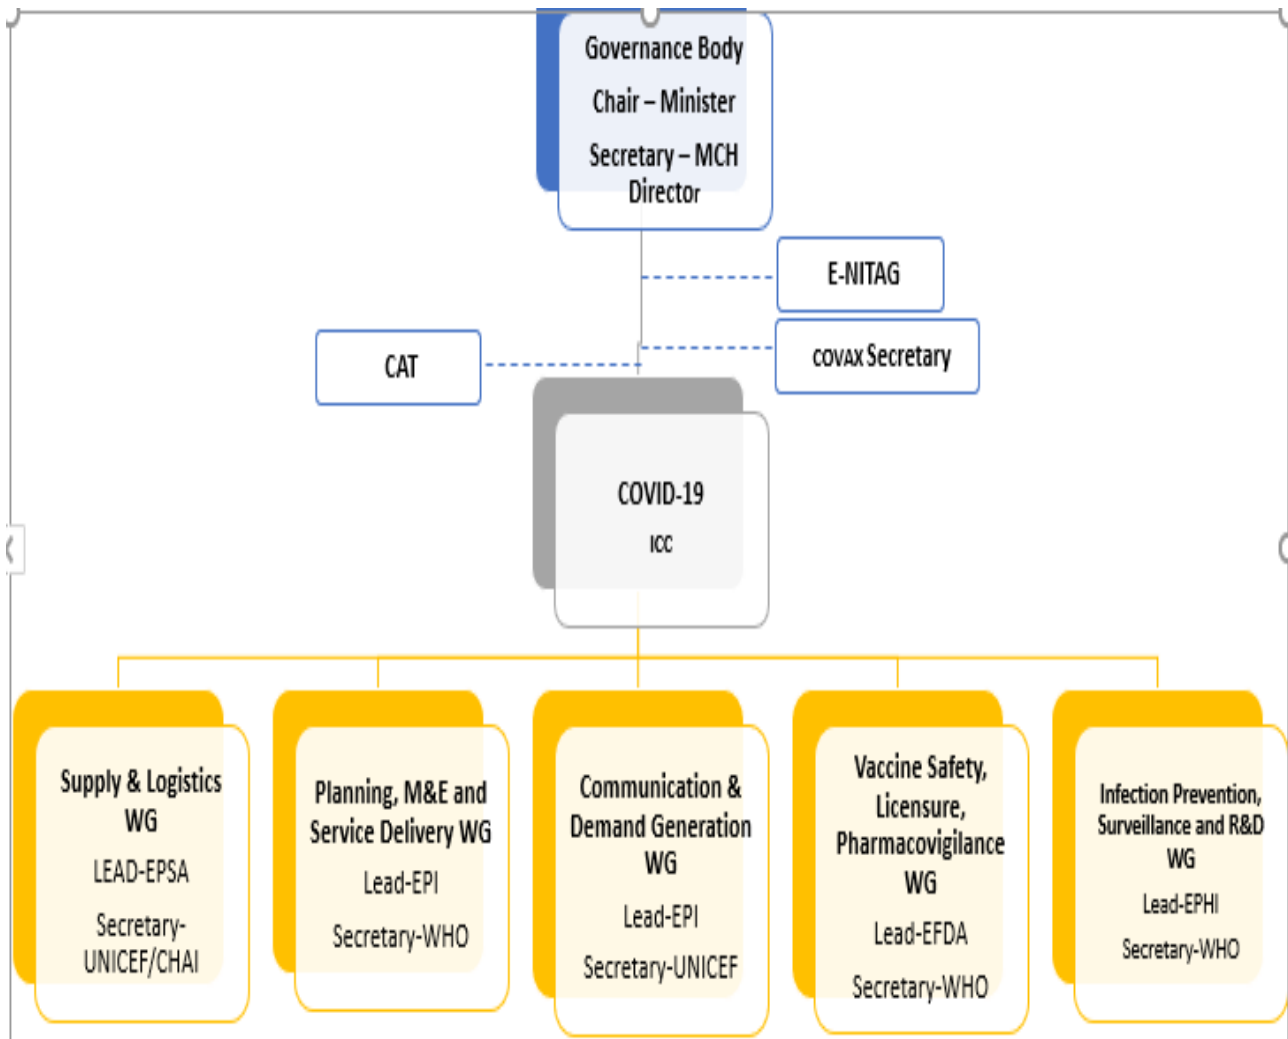 Governance Body
Chair – Minister
Secretary – MCH
Director
E-NITAG
COVAX Secretary
CAT
COVID-19
ICC
Supply & Logistics
WG
LEAD-EPSA
Secretary-
UNICEF/CHAI
Planning, M&E and
Service Delivery WG
Lead-EPI
Secretary-WHO
Communication &
Demand Generation
WG
Lead-EPI
Secretary-UNICEF
Vaccine Safety,
Licensure,
Pharmacovigilance
WG
Lead-EFDA
Secretary-WHO
Infection Prevention,
Surveillance and R&D
WG
Lead-EPHI
Secretary-WHO